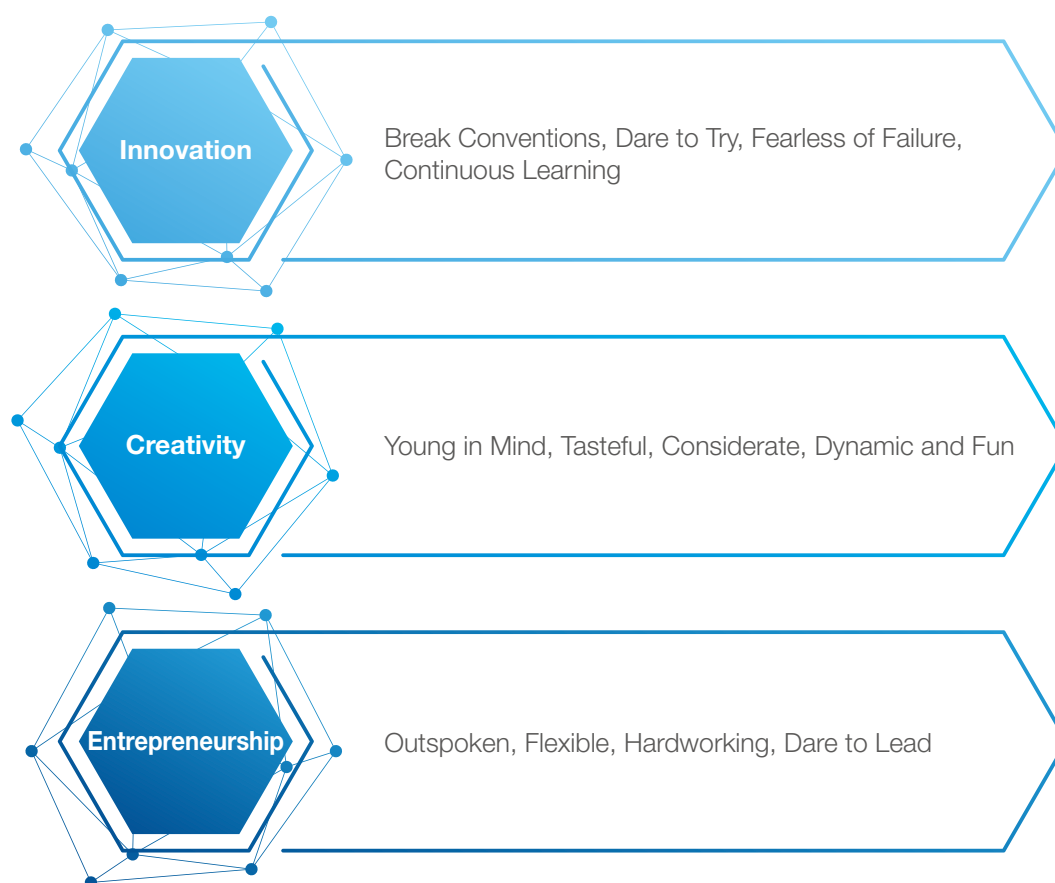 Innovation
Break Conventions, Dare to Try, Fearless of Failure,
Continuous Learning
Creativity
Young in Mind, Tasteful, Considerate, Dynamic and Fun
Entrepreneurship
Outspoken, Flexible, Hardworking, Dare to Lead